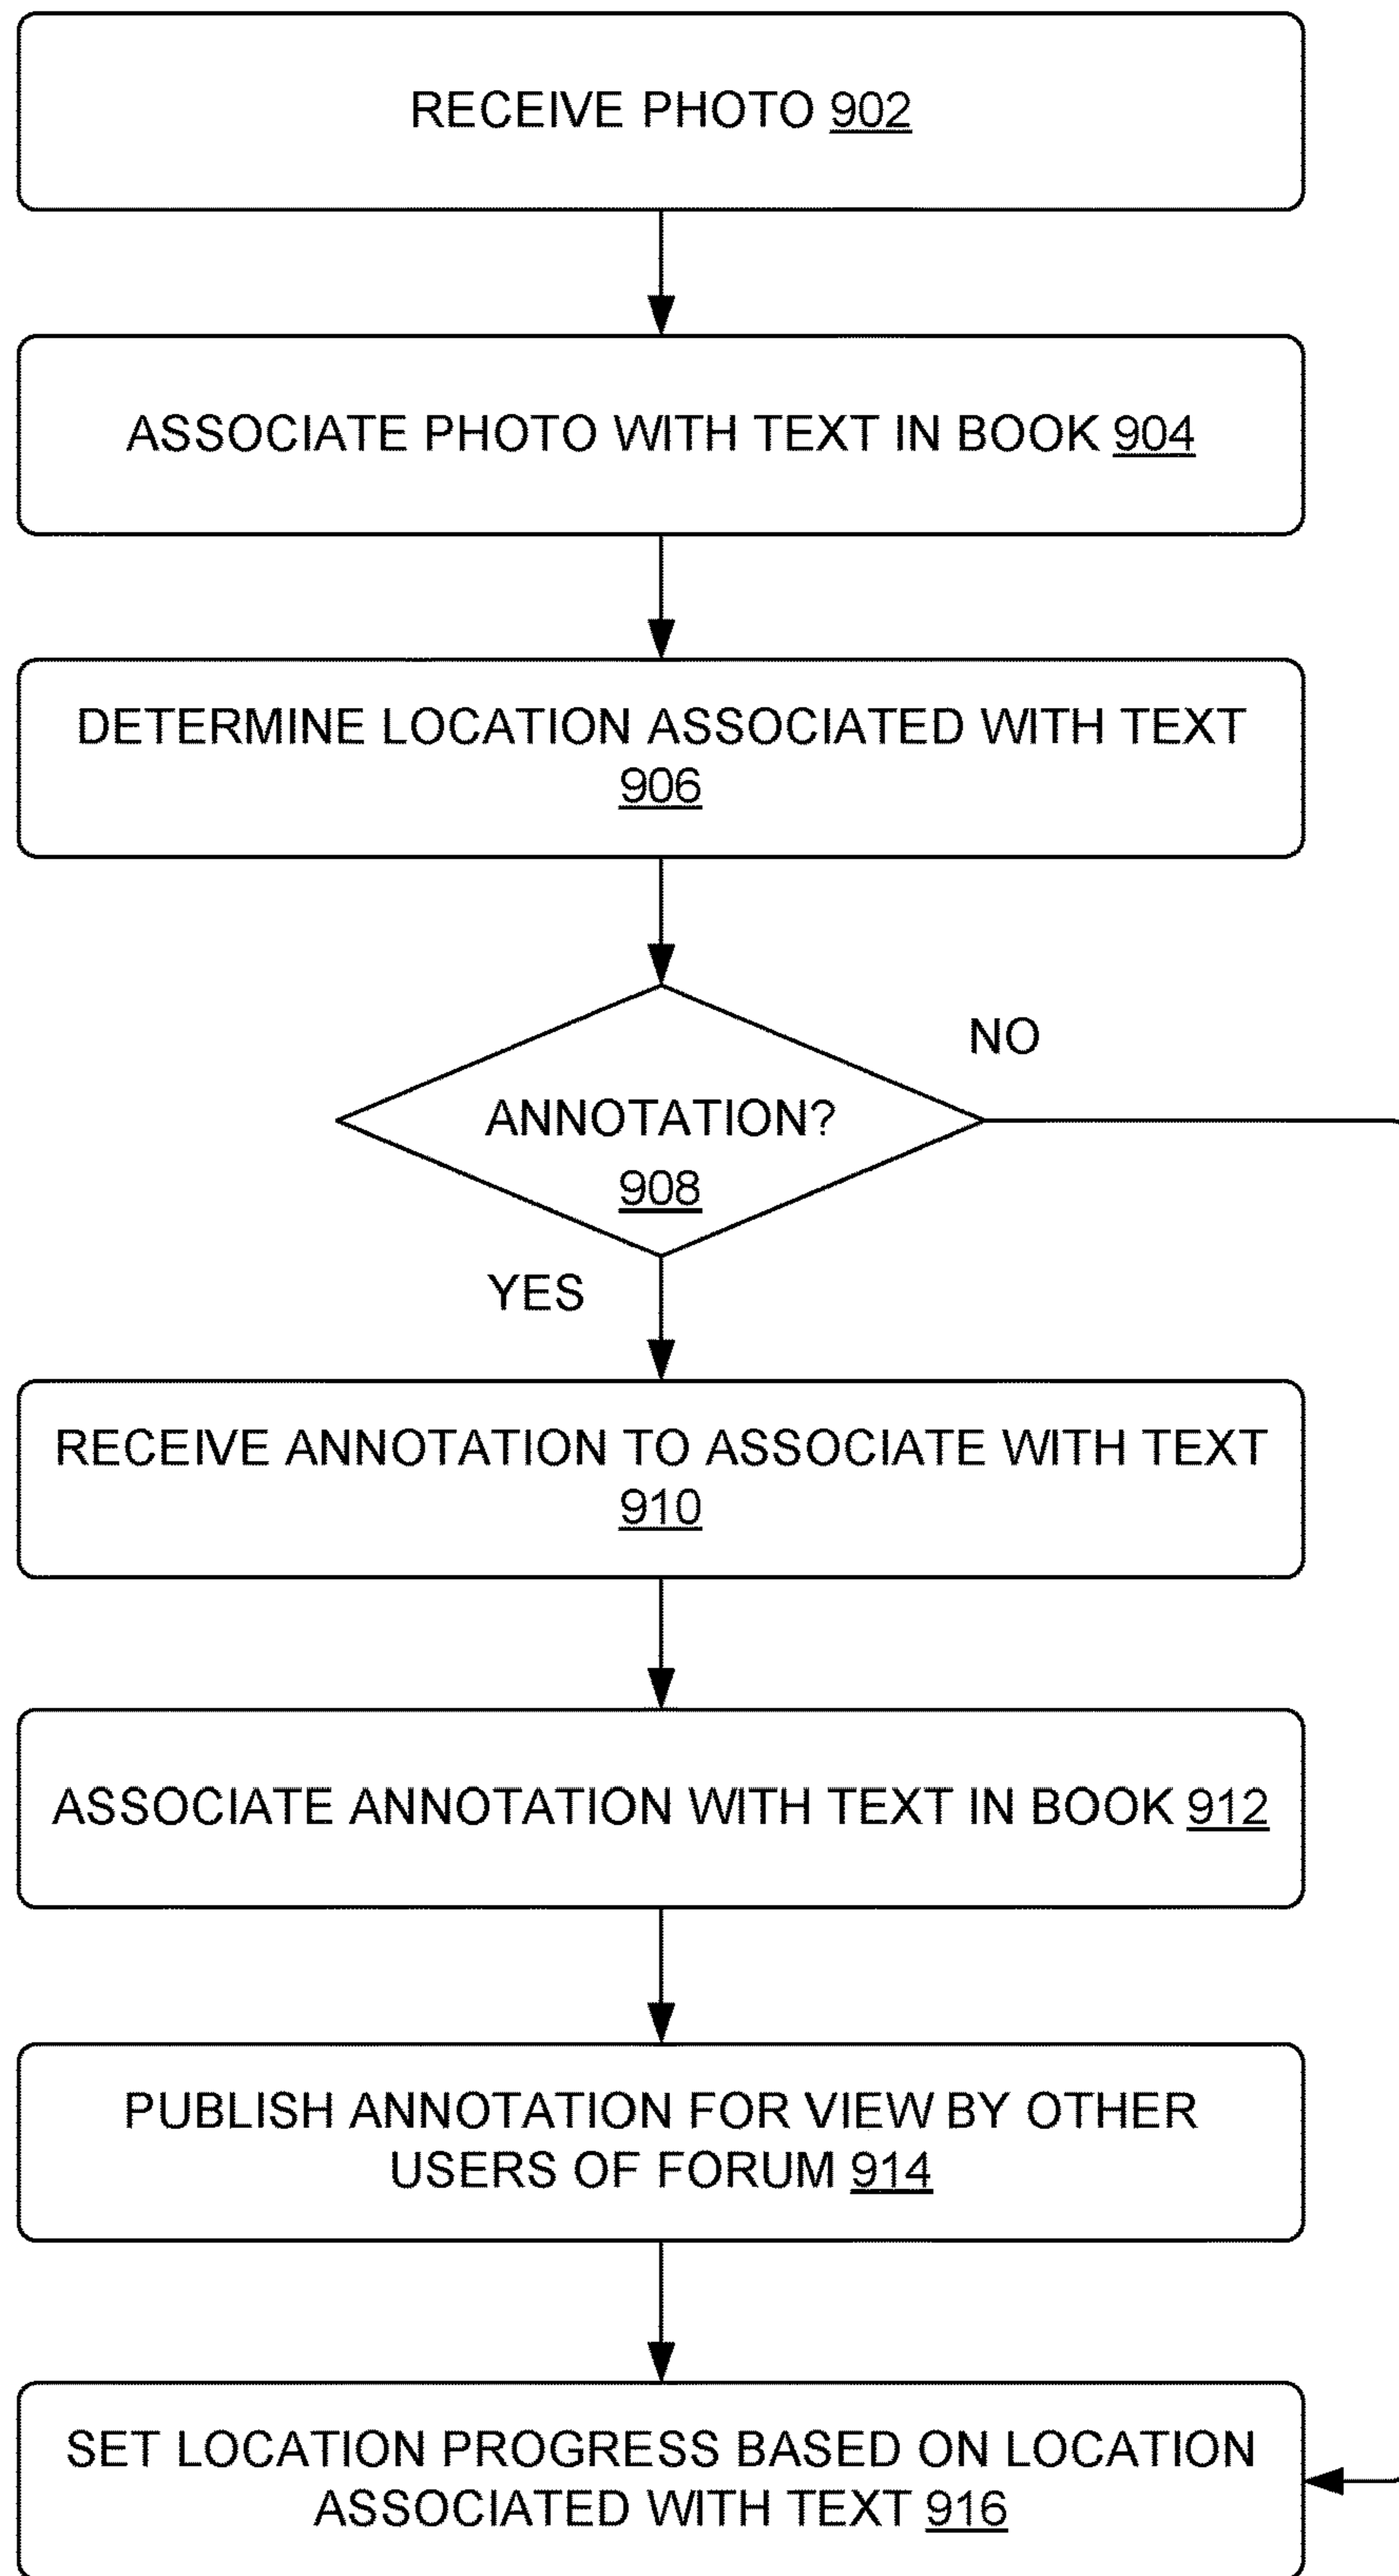 RECEIVE PHOTO 902
ASSOCIATE PHOTO WITH TEXT IN BOOK 904
DETERMINE LOCATION ASSOCIATED WITH TEXT
906
NO
ANNOTATION?
908
YES
RECEIVE ANNOTATION TO ASSOCIATE WITH TEXT
910
ASSOCIATE ANNOTATION WITH TEXT IN BOOK 912
PUBLISH ANNOTATION FOR VIEW BY OTHER
USERS OF FORUM 914
SET LOCATION PROGRESS BASED ON LOCATION
ASSOCIATED WITH TEXT 916